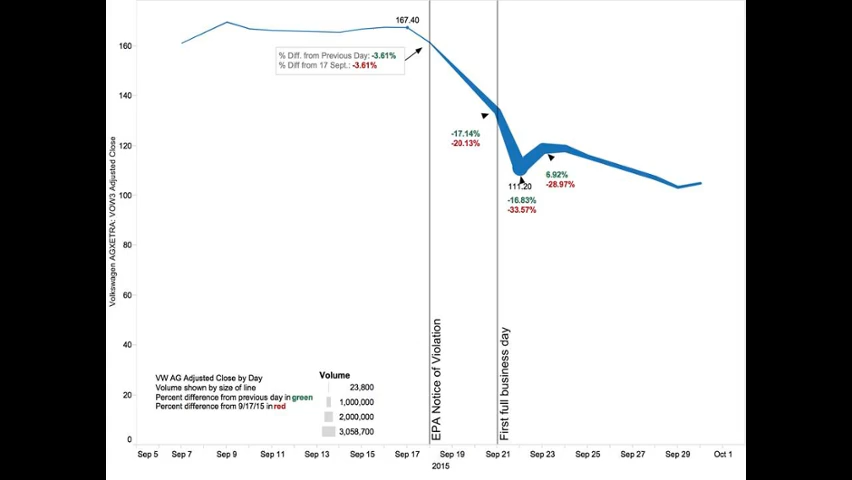 167.40
160
% Diff. from Previous Day: -3.61%
% Diff from 17 Sept.: -3.61%
140
-17.14%
-20.13%
120
6.92%
-28.97%
111.20
-16.83%
-33.57%
100
80
60
40
20
0
Volkswagen AGXETRA: VOW3 Adjusted Close
EPA Notice of Violation
First full business day
VW AG Adjusted Close by Day
Volume shown by size of line
Percent difference from previous day in green
Percent difference from 9/17/15 in red
Volume
23,800
1,000,000
2,000,000
3,058,700
Sep 5 Sep 7 Sep 9 Sep 11 Sep 13 Sep 15 Sep 17 Sep 19 Sep 21 Sep 23 Sep 25 Sep 27 Sep 29 Oct 1
2015